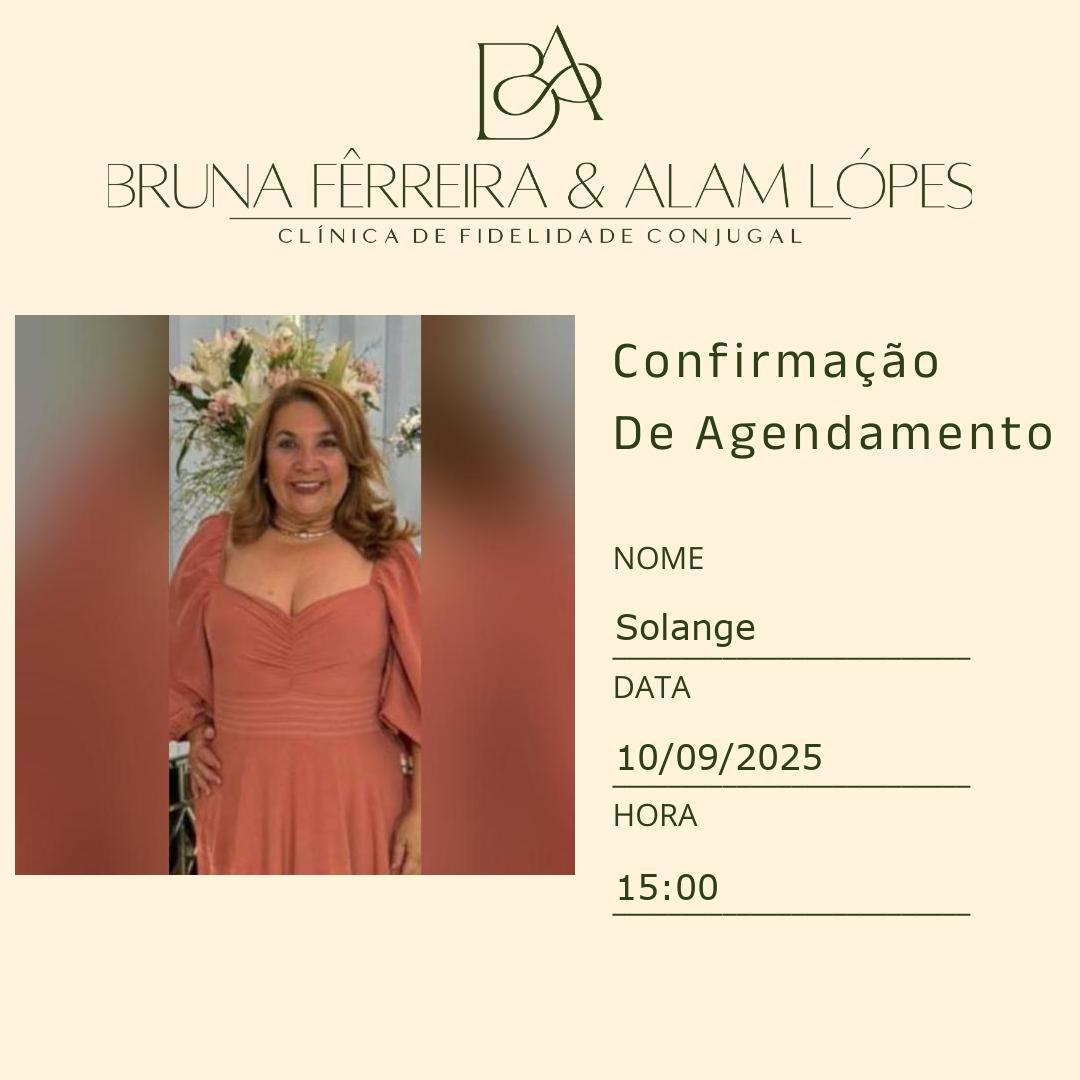 BA
BRUNA FÊRREIRA & ALAM LÓPES
CLÍNICA DE FIDELIDADE CONJUGAL
Confirmação
De Agendamento
NOME
Solange
DATA
10/09/2025
HORA
15:00